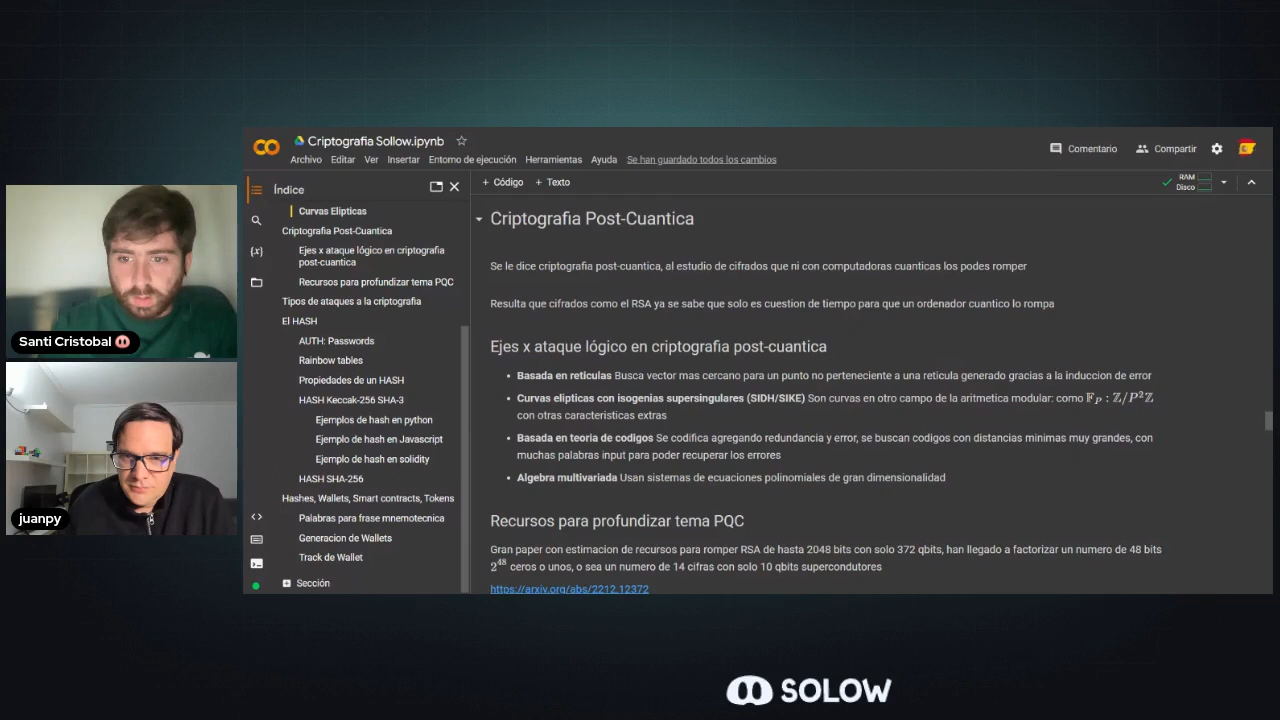 Criptografia Sollow.ipynb
Archivo Editar Ver Insertar Entorno de ejecución Herramientas Ayuda Se han guardado todos los cambios
Comentario Compartir
Índice
+ Código + Texto
RAM
Disco
Curvas Elipticas
Criptografia Post-Cuantica
Ejes x ataque lógico en criptografia
post-cuantica
Recursos para profundizar tema PQC
Tipos de ataques a la criptografia
El HASH
AUTH: Passwords
Rainbow tables
Propiedades de un HASH
HASH Keccak-256 SHA-3
Ejemplos de hash en python
Ejemplo de hash en Javascript
Ejemplo de hash en solidity
HASH SHA-256
Hashes, Wallets, Smart contracts, Tokens
Palabras para frase mnemotecnica
Generacion de Wallets
Track de Wallet
Sección
Criptografia Post-Cuantica
Se le dice criptografia post-cuantica, al estudio de cifrados que ni con computadoras cuanticas los podes romper
Resulta que cifrados como el RSA ya se sabe que solo es cuestion de tiempo para que un ordenador cuantico lo rompa
Ejes x ataque lógico en criptografia post-cuantica
• Basada en reticulas Busca vector mas cercano para un punto no perteneciente a una reticula generado gracias a la induccion de error
• Curvas elipticas con isogenias supersingulares (SIDH/SIKE) Son curvas en otro campo de la aritmetica modular: como 𝔽P : ℤ/P²ℤ
con otras caracteristicas extras
• Basada en teoria de codigos Se codifica agregando redundancia y error, se buscan codigos con distancias minimas muy grandes, con
muchas palabras input para poder recuperar los errores
• Algebra multivariada Usan sistemas de ecuaciones polinomiales de gran dimensionalidad
Recursos para profundizar tema PQC
Gran paper con estimacion de recursos para romper RSA de hasta 2048 bits con solo 372 qbits, han llegado a factorizar un numero de 48 bits
2⁴⁸ ceros o unos, o sea un numero de 14 cifras con solo 10 qbits supercondutores
https://arxiv.org/abs/2212.12372
Santi Cristobal
juanpy
SOLOW